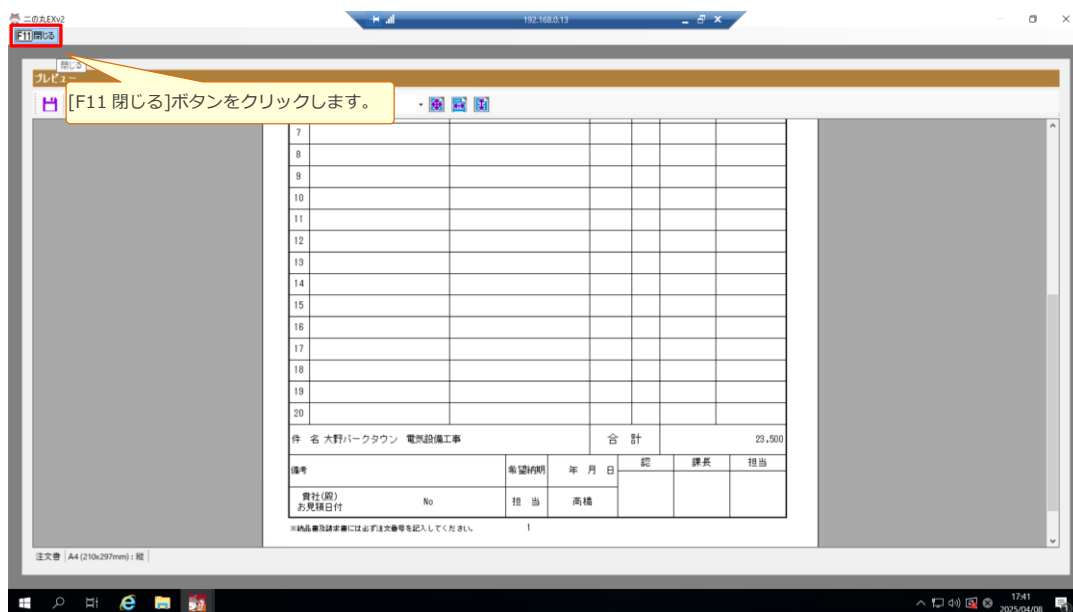 二の丸EXv2
192.168.0.13
F11閉じる
閉じる
プレビュー
[F11 閉じる]ボタンをクリックします。
7
8
9
10
11
12
13
14
15
16
17
18
19
20
件 名 大野パークタウン 電気設備工事 合 計 23,500
備考 希望納期 年 月 日 認 課長 担当
貴社(殿)
お見積日付 No 担 当 高橋
※納品書及請求書には必ず注文番号を記入してください。 1
注文書 A4 (210x297mm) : 縦
17:41
2025/04/08